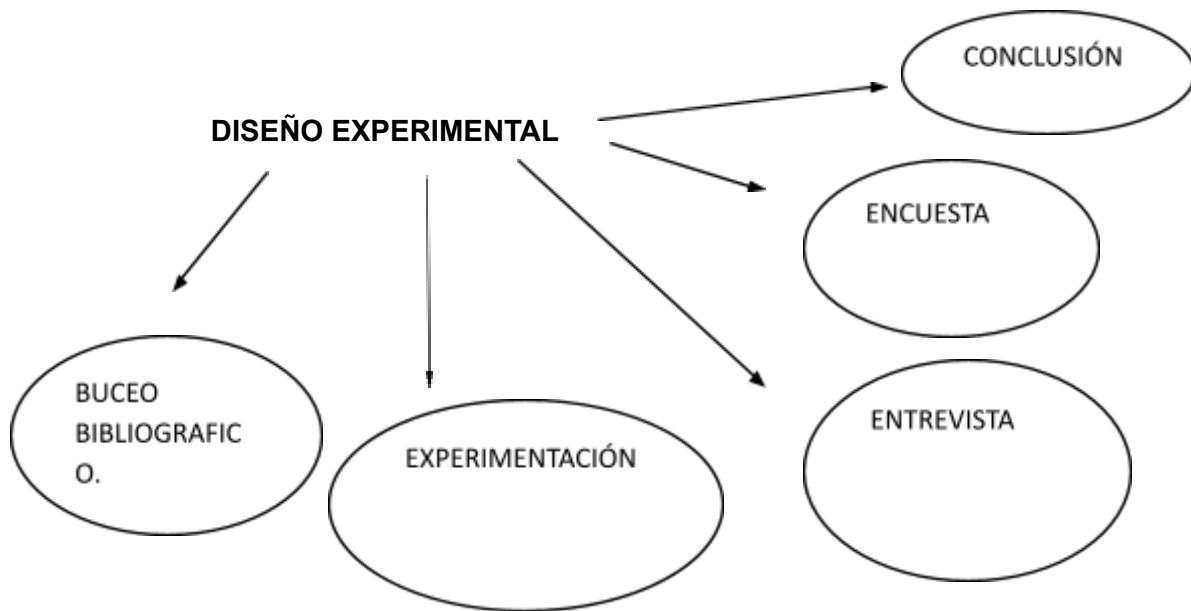 CONCLUSIÓN
DISEÑO EXPERIMENTAL
ENCUESTA
BUCEO
BIBLIOGRAFIC
O.
EXPERIMENTACIÓN
ENTREVISTA